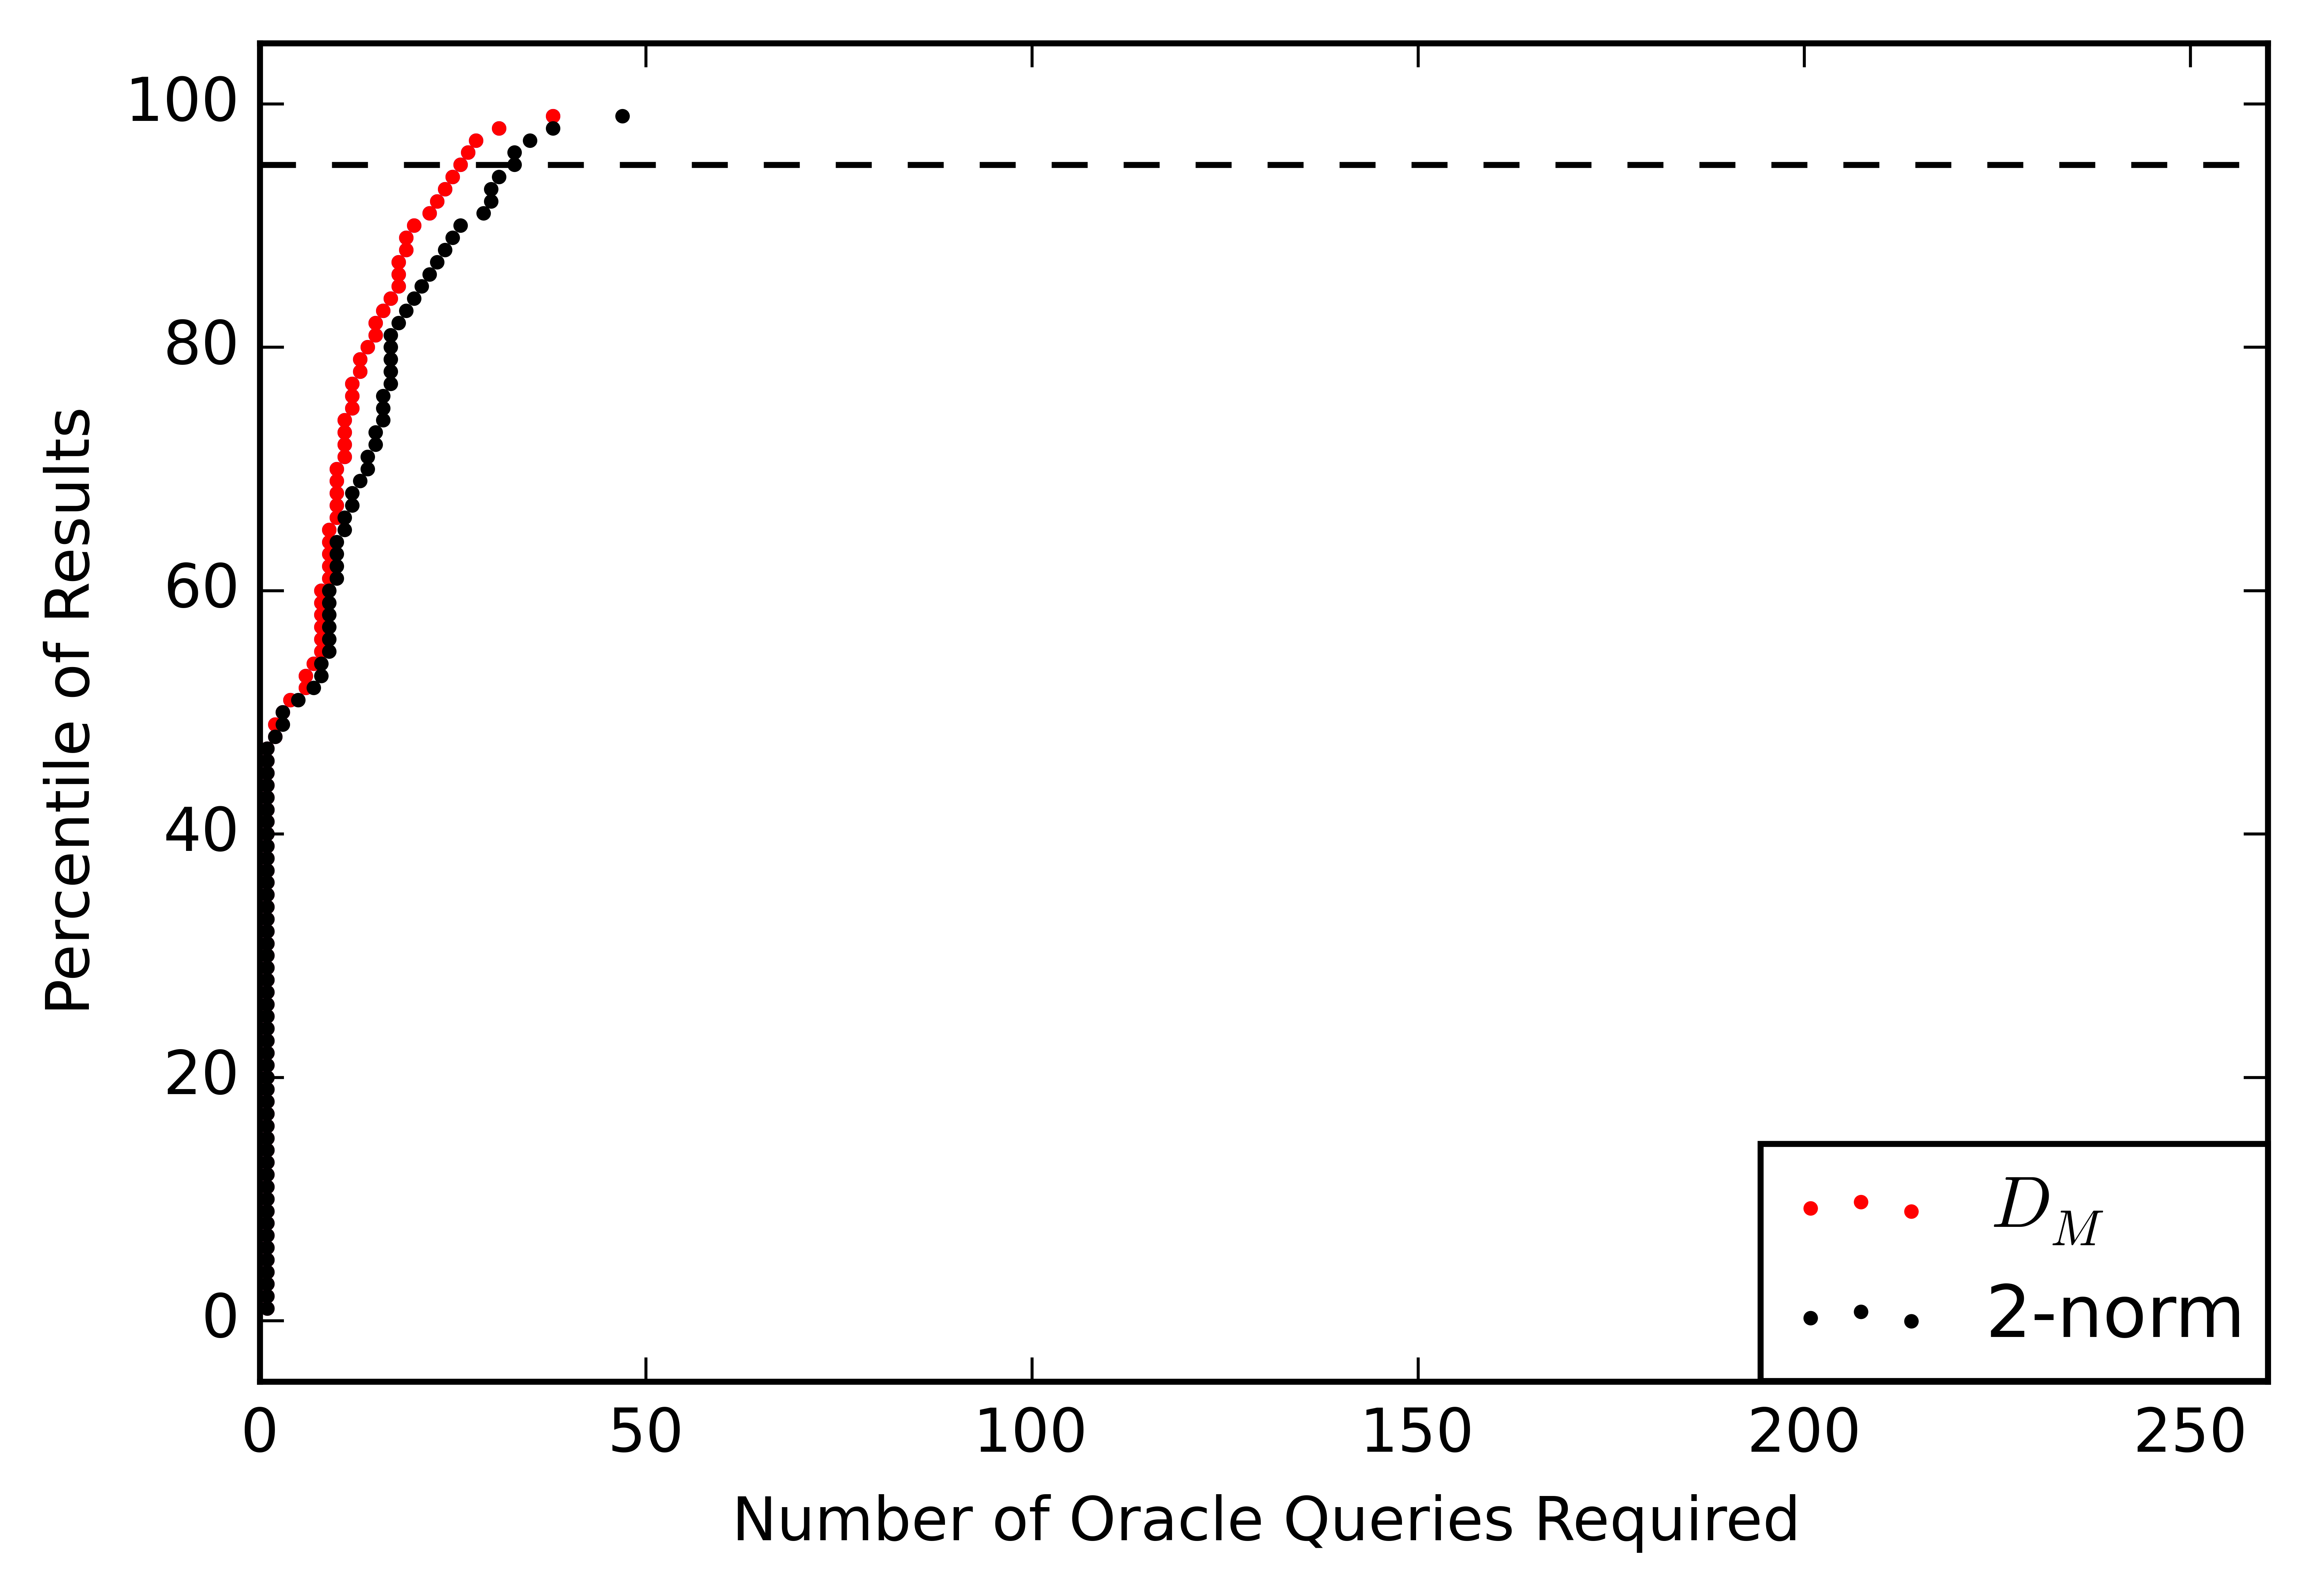 100
80
60
40
20
0
Percentile of Results
0 50 100 150 200 250
Number of Oracle Queries Required
D_M
2-norm